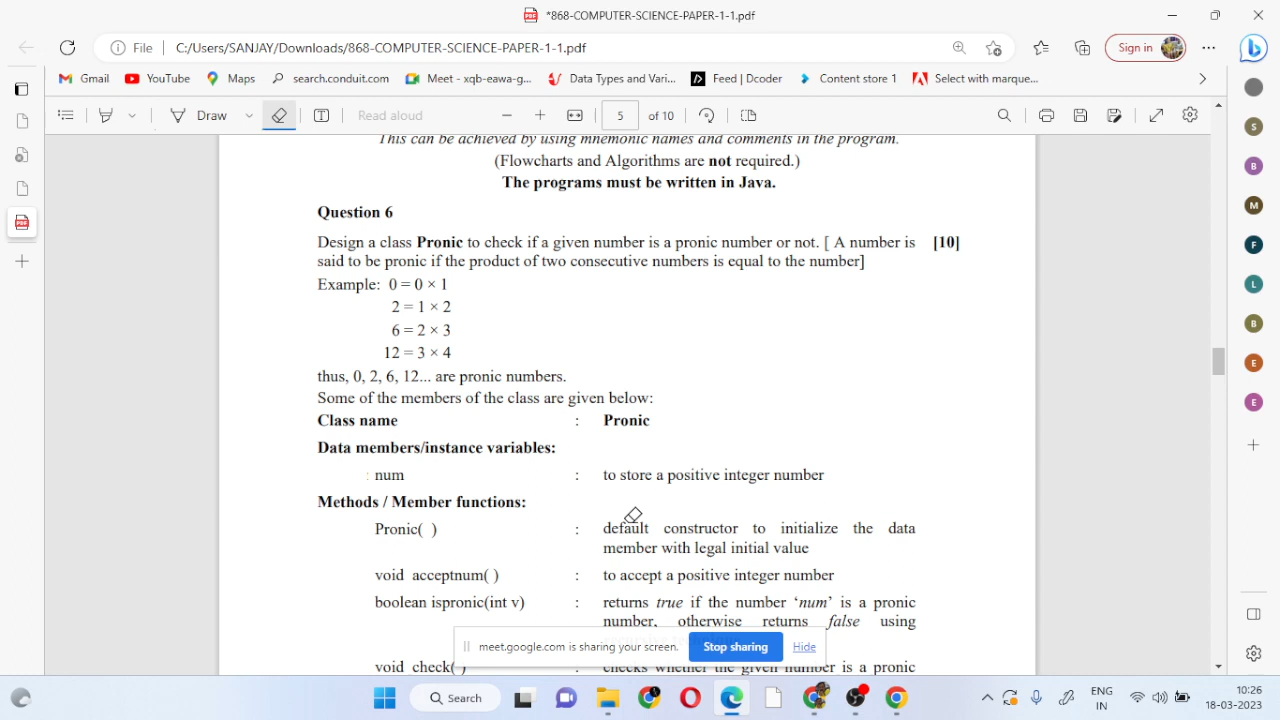 *868-COMPUTER-SCIENCE-PAPER-1-1.pdf
File C:/Users/SANJAY/Downloads/868-COMPUTER-SCIENCE-PAPER-1-1.pdf Sign in
Gmail YouTube Maps search.conduit.com Meet - xqb-eawa-g... Data Types and Vari... Feed | Dcoder Content store 1 Select with marque...
Draw Read aloud 5 of 10
This can be achieved by using mnemonic names and comments in the program.
(Flowcharts and Algorithms are not required.)
The programs must be written in Java.
Question 6
Design a class Pronic to check if a given number is a pronic number or not. [ A number is [10]
said to be pronic if the product of two consecutive numbers is equal to the number]
Example: 0 = 0 × 1
2 = 1 × 2
6 = 2 × 3
12 = 3 × 4
thus, 0, 2, 6, 12... are pronic numbers.
Some of the members of the class are given below:
Class name : Pronic
Data members/instance variables:
num : to store a positive integer number
Methods / Member functions:
Pronic( ) : default constructor to initialize the data
member with legal initial value
void acceptnum( ) : to accept a positive integer number
boolean ispronic(int v) : returns true if the number ‘num’ is a pronic
number, otherwise returns false using
meet.google.com is sharing your screen. Stop sharing Hide
void check( ) : checks whether the given number is a pronic
Search ENG IN 10:26 18-03-2023
S
B
M
F
L
B
E
E